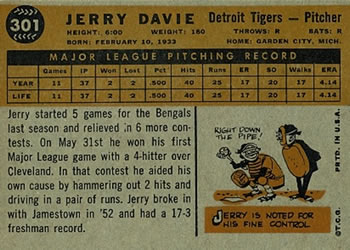 301
JERRY DAVIE Detroit Tigers — Pitcher
HEIGHT: 6:00 WEIGHT: 180 THROWS: R BATS: R
BORN: FEBRUARY 10, 1933 HOME: GARDEN CITY, MICH.
MAJOR LEAGUE PITCHING RECORD
Games IP Won Lost Pct. Hits Runs ER SO Walks ERA
YEAR 11 37 2 2 .500 40 18 17 20 17 4.14
LIFE 11 37 2 2 .500 40 18 17 20 17 4.14
Jerry started 5 games for the Bengals
last season and relieved in 6 more con-
tests. On May 31st he won his first
Major League game with a 4-hitter over
Cleveland. In that contest he aided his
own cause by hammering out 2 hits and
driving in a pair of runs. Jerry broke in
with Jamestown in '52 and had a 17-3
freshman record.
RIGHT DOWN
THE PIPE!
JERRY IS NOTED FOR
HIS FINE CONTROL.
©T.C.G. PRTD. IN U.S.A.